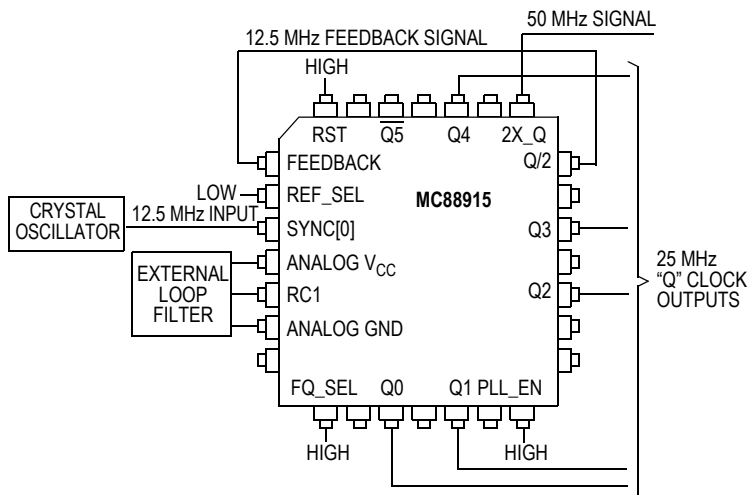 50 MHz SIGNAL
12.5 MHz FEEDBACK SIGNAL
HIGH
RST
Q5
Q4
2X_Q
FEEDBACK
Q/2
LOW
REF_SEL
MC88915
CRYSTAL
OSCILLATOR
12.5 MHz INPUT
SYNC[0]
Q3
ANALOG VCC
EXTERNAL
LOOP
FILTER
RC1
Q2
25 MHz
“Q” CLOCK
OUTPUTS
ANALOG GND
FQ_SEL
Q0
Q1
PLL_EN
HIGH
HIGH